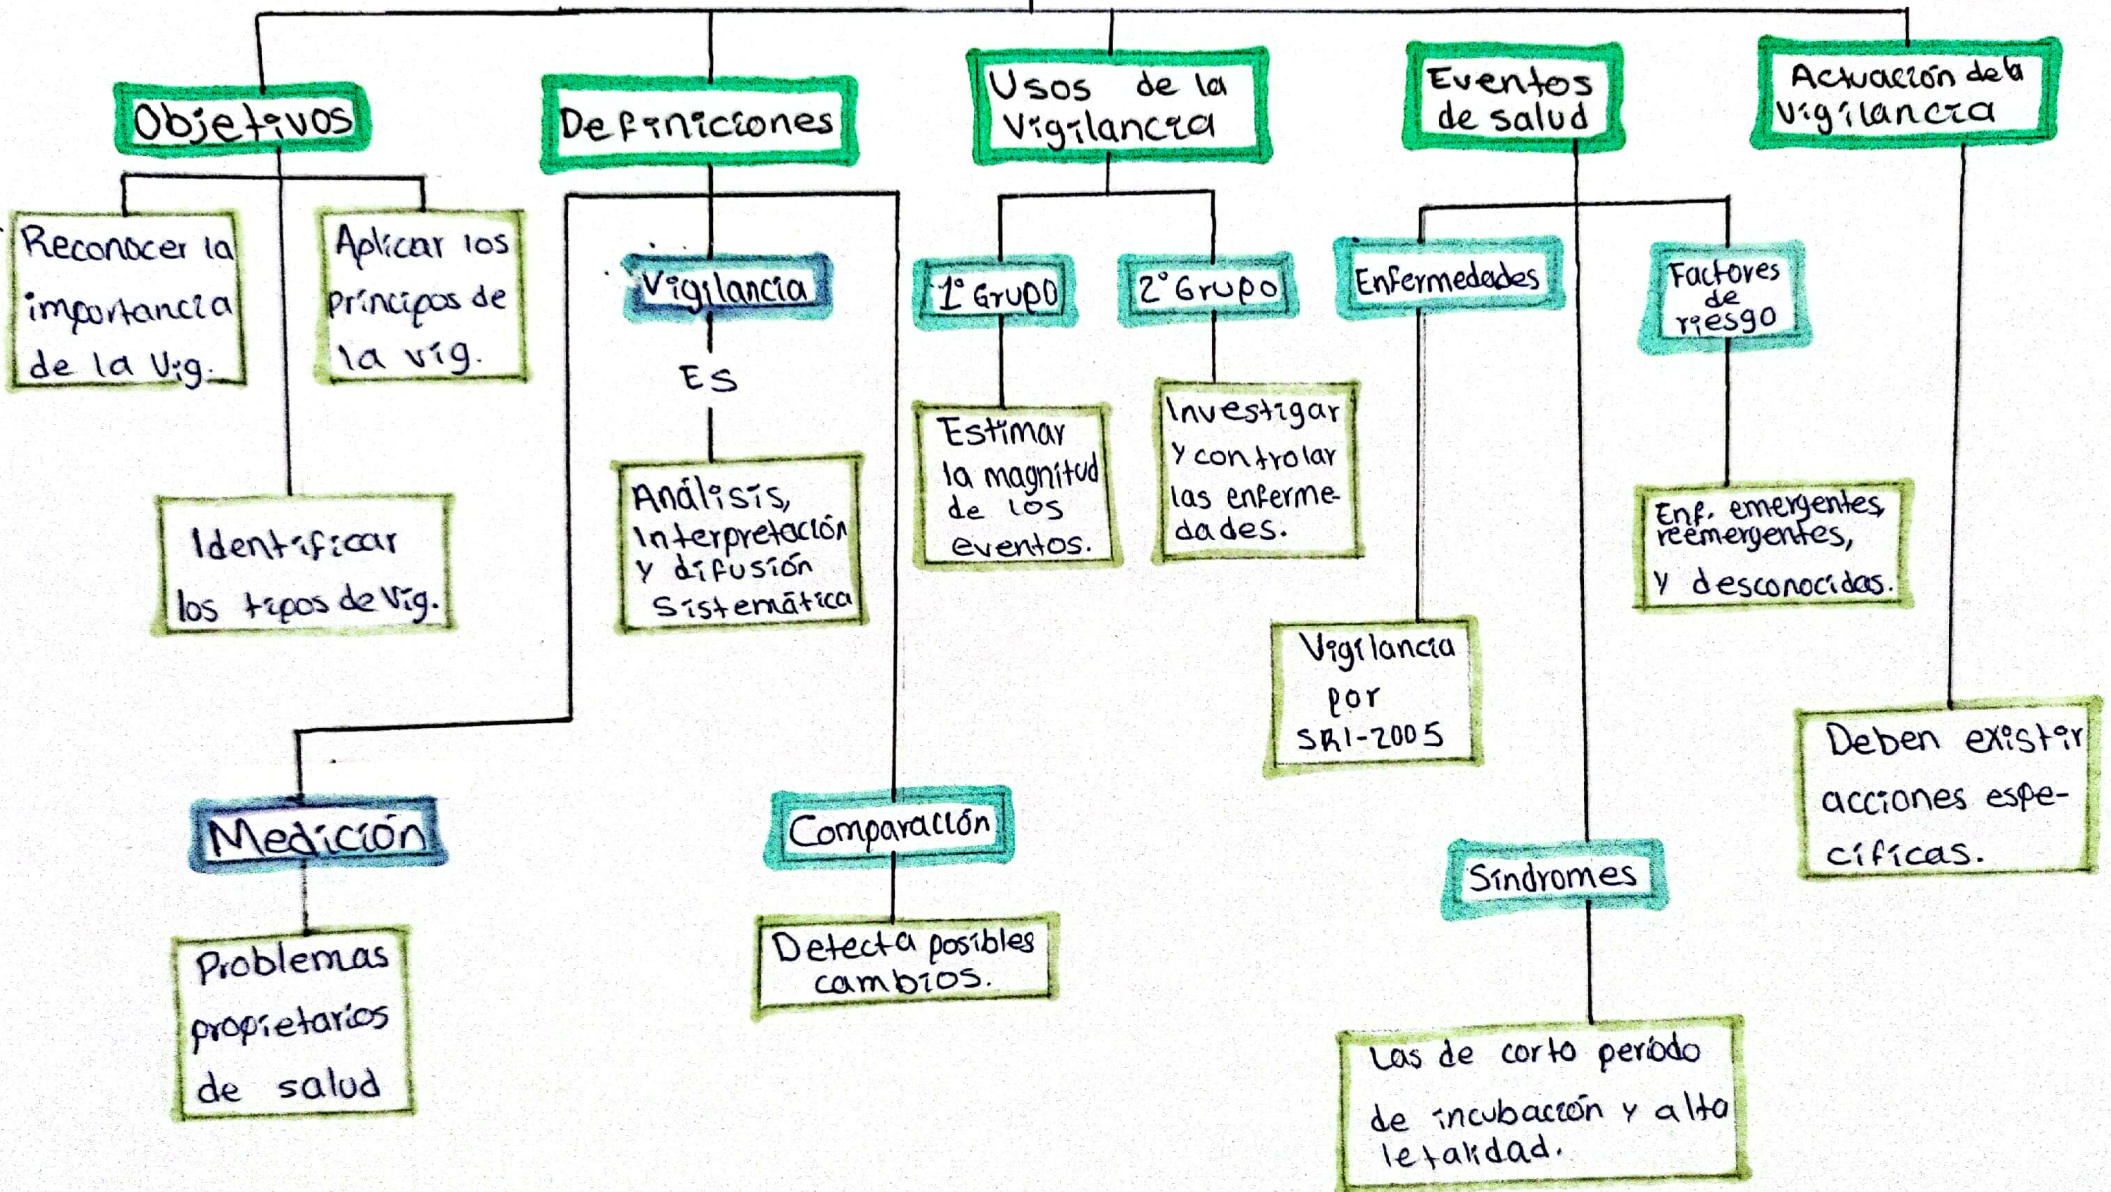 Objetivos
Reconocer la
importancia
de la Vig.
Aplicar los
principos de
la vig.
Identificar
los tipos de Vig.
Definiciones
Vigilancia
ES
Análisis,
Interpretación
y difusión
Sistemática
Medición
Problemas
propietarios
de salud
Comparación
Detecta posibles
cambios.
Usos de la
Vigilancia
1° Grupo
Estimar
la magnitud
de los
eventos.
2° Grupo
Investigar
y controlar
las enferme-
dades.
Eventos
de salud
Enfermedades
Vigilancia
por
SRI-2005
Síndromes
Las de corto período
de incubación y alta
letalidad.
Factores
de
riesgo
Enf. emergentes,
reemergentes,
y desconocidas.
Actuación de la
Vigilancia
Deben existir
acciones espe-
cíficas.